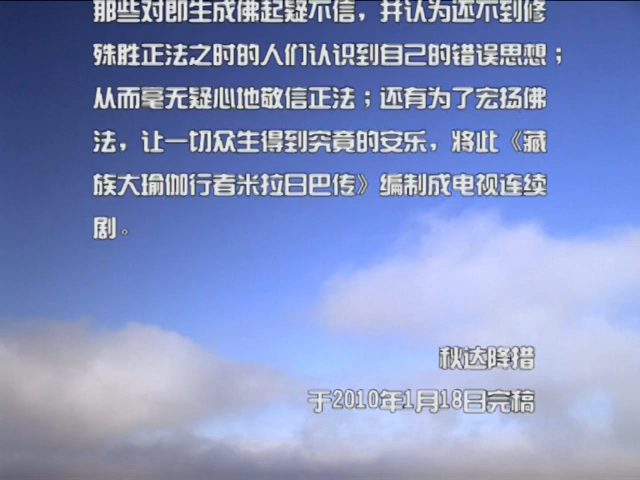 那些对即生成佛起疑不信，并认为还不到修
殊胜正法之时的人们认识到自己的错误思想；
从而毫无疑心地敬信正法；还有为了宏扬佛
法，让一切众生得到究竟的安乐，将此《藏
族大瑜伽行者米拉日巴传》编制成电视连续
剧。
秋达降措
于2010年1月18日完稿